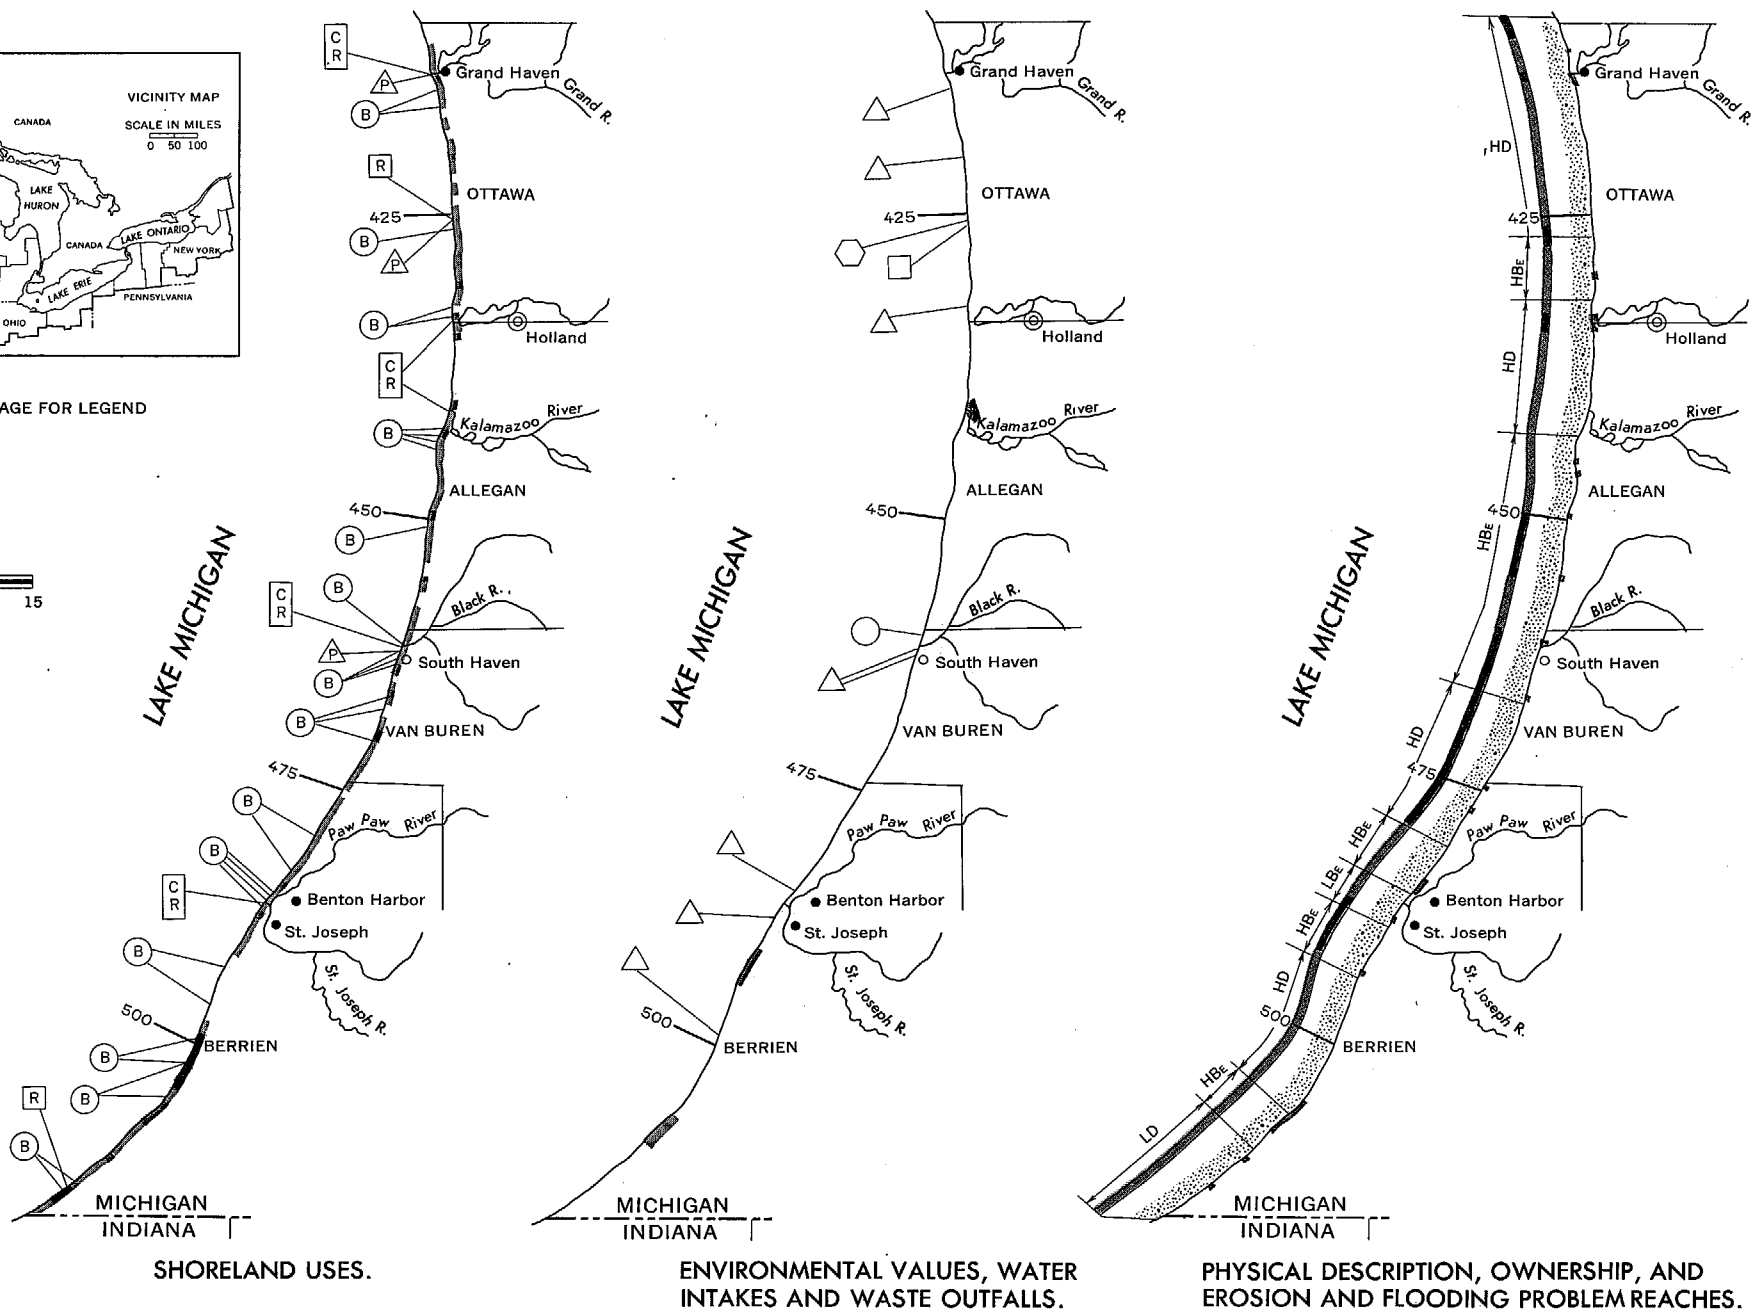 VICINITY MAP
SCALE IN MILES
0 50 100
CANADA
LAKE
HURON
CANADA
LAKE ONTARIO
NEW YORK
LAKE ERIE
PENNSYLVANIA
OHIO
AGE FOR LEGEND
15
C
R
P
B
Grand Haven
Grand R.
R
OTTAWA
425
B
P
B
Holland
C
R
B
Kalamazoo River
ALLEGAN
450
B
LAKE MICHIGAN
B
C
R
Black R.
P
South Haven
B
B
VAN BUREN
475
B
Paw Paw River
B
C
R
Benton Harbor
St. Joseph
B
St. Joseph R.
500
BERRIEN
B
B
R
B
MICHIGAN
INDIANA
SHORELAND USES.
Grand Haven
Grand R.
OTTAWA
425
Holland
Kalamazoo River
ALLEGAN
450
LAKE MICHIGAN
Black R.
South Haven
VAN BUREN
475
Paw Paw River
Benton Harbor
St. Joseph
St. Joseph R.
500
BERRIEN
MICHIGAN
INDIANA
ENVIRONMENTAL VALUES, WATER
INTAKES AND WASTE OUTFALLS.
Grand Haven
Grand R.
HD
OTTAWA
425
HBE
Holland
HD
Kalamazoo River
ALLEGAN
450
HBE
LAKE MICHIGAN
Black R.
South Haven
HD
VAN BUREN
475
Paw Paw River
HBE
LBE
HBE
Benton Harbor
St. Joseph
HD
St. Joseph R.
500
BERRIEN
HBE
LD
MICHIGAN
INDIANA
PHYSICAL DESCRIPTION, OWNERSHIP, AND
EROSION AND FLOODING PROBLEM REACHES.